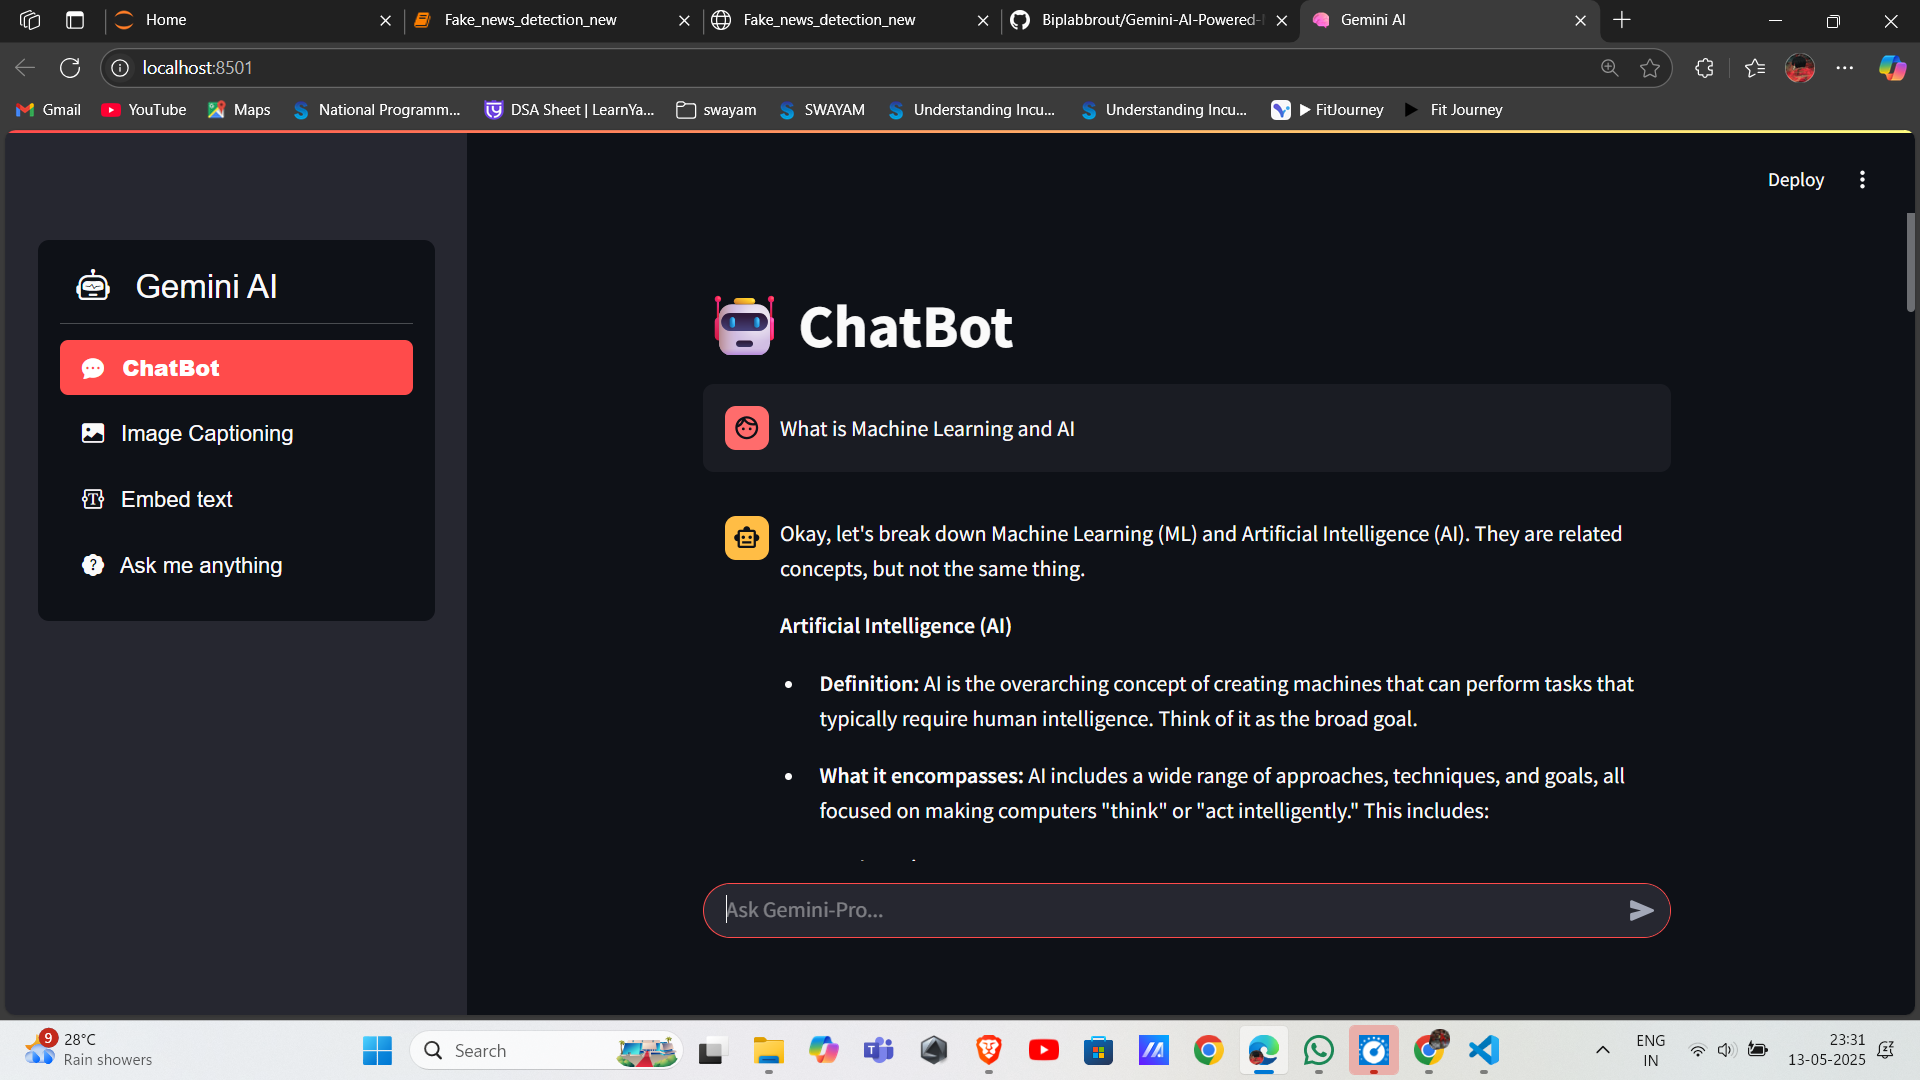 Home
Fake_news_detection_new
Fake_news_detection_new
Biplabbrout/Gemini-AI-Powered-
Gemini AI
localhost:8501
Gmail
YouTube
Maps
National Programm...
DSA Sheet | LearnYa...
swayam
SWAYAM
Understanding Incu...
Understanding Incu...
▶ FitJourney
Fit Journey
Deploy
Gemini AI
ChatBot
Image Captioning
Embed text
Ask me anything
ChatBot
What is Machine Learning and AI
Okay, let's break down Machine Learning (ML) and Artificial Intelligence (AI). They are related
concepts, but not the same thing.
Artificial Intelligence (AI)
• Definition: AI is the overarching concept of creating machines that can perform tasks that
typically require human intelligence. Think of it as the broad goal.
• What it encompasses: AI includes a wide range of approaches, techniques, and goals, all
focused on making computers "think" or "act intelligently." This includes:
Ask Gemini-Pro...
9
28°C
Rain showers
Search
ENG
IN
23:31
13-05-2025